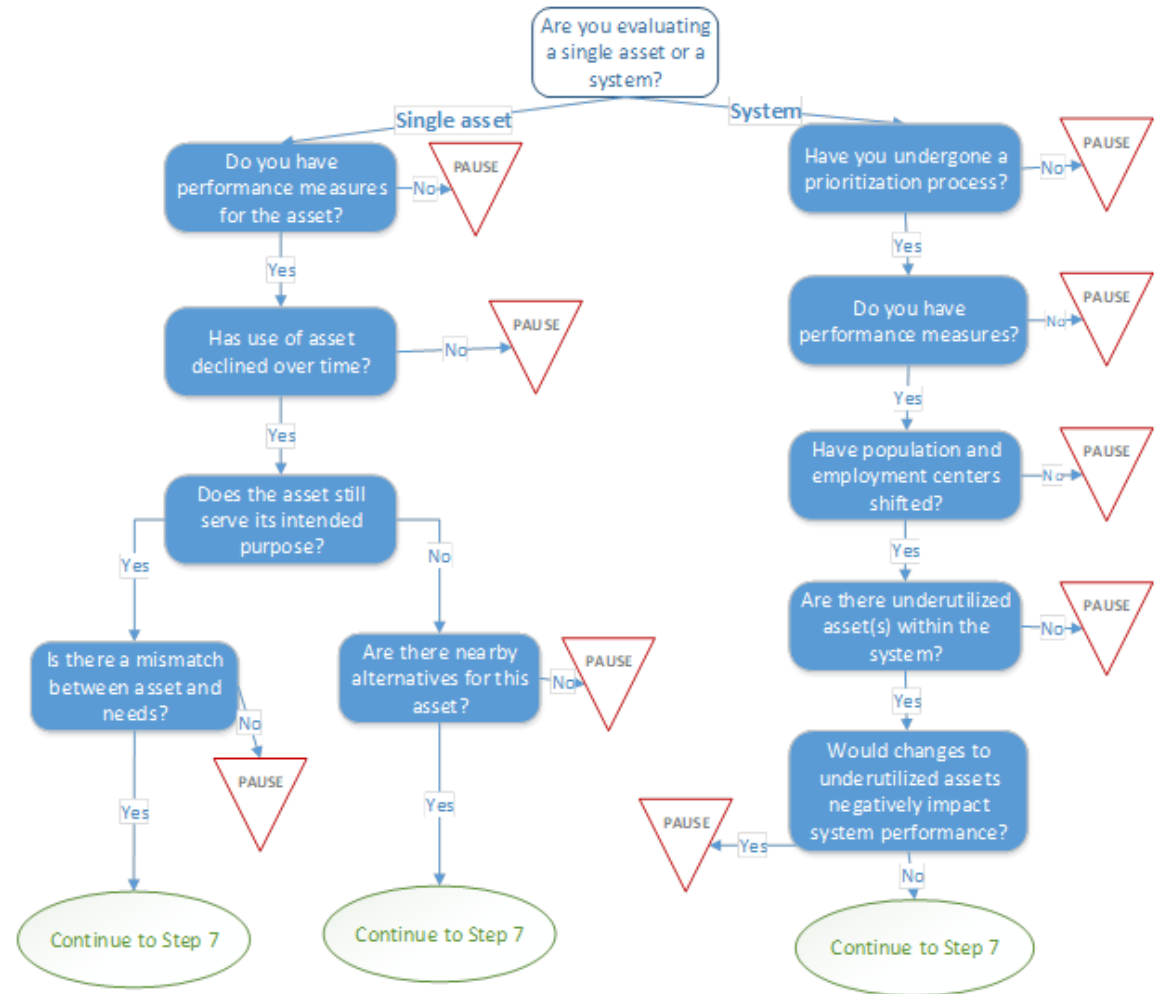 Are you evaluating
a single asset or a
system?
Single asset
System
Do you have
performance measures
for the asset?
No
PAUSE
Have you undergone a
prioritization process?
No
PAUSE
Yes
Yes
Has use of asset
declined over time?
No
PAUSE
Do you have
performance measures?
No
PAUSE
Yes
Yes
Does the asset still
serve its intended
purpose?
Have population and
employment centers
shifted?
No
PAUSE
Yes
No
Yes
Is there a mismatch
between asset and
needs?
No
PAUSE
Are there nearby
alternatives for this
asset?
No
PAUSE
Are there underutilized
asset(s) within the
system?
No
PAUSE
Yes
Yes
Yes
Would changes to
underutilized assets
negatively impact
system performance?
Yes
PAUSE
No
Continue to Step 7
Continue to Step 7
Continue to Step 7